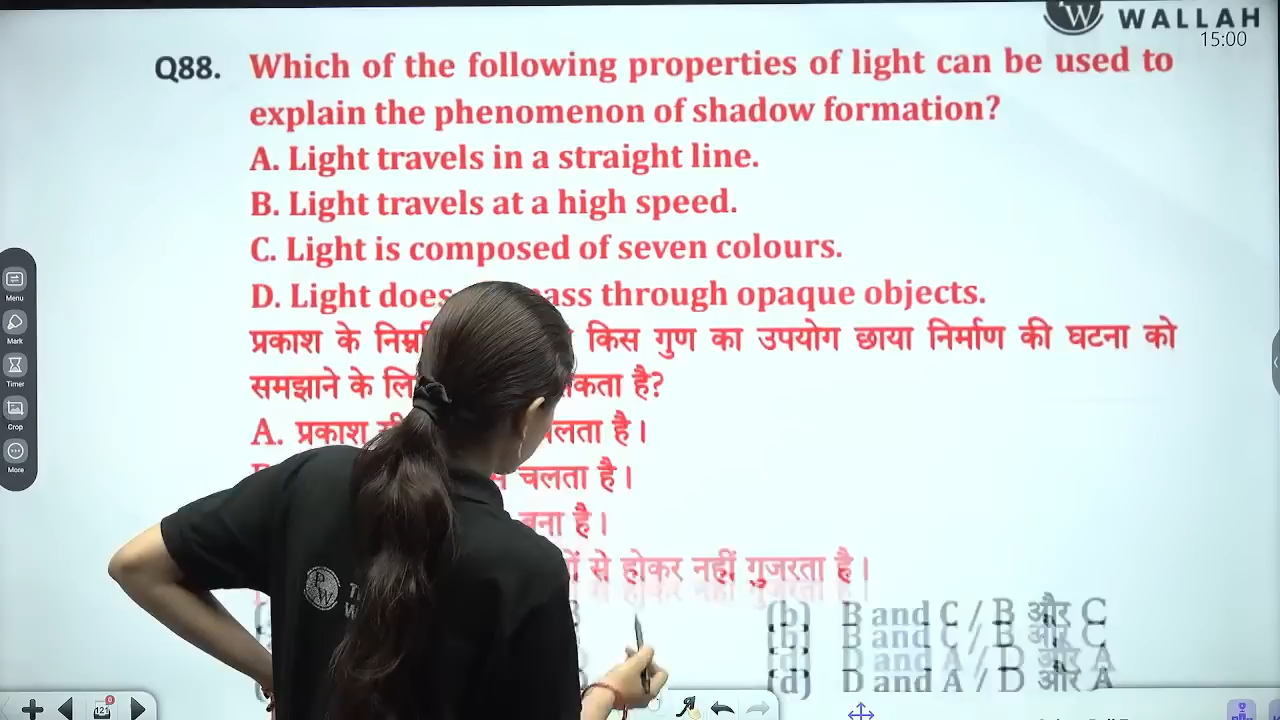 WALLAH
15:00
Q88. Which of the following properties of light can be used to
explain the phenomenon of shadow formation?
A. Light travels in a straight line.
B. Light travels at a high speed.
C. Light is composed of seven colours.
D. Light does pass through opaque objects.
प्रकाश के किस गुण का उपयोग छाया निर्माण की घटना को
समझाने के है?
A. प्रकाश है।
चलता है।
बना है।
से होकर नहीं गुजरता है।
(b) B and C / B और C
(d) D and A / D और A
Menu
Mark
Timer
Crop
More